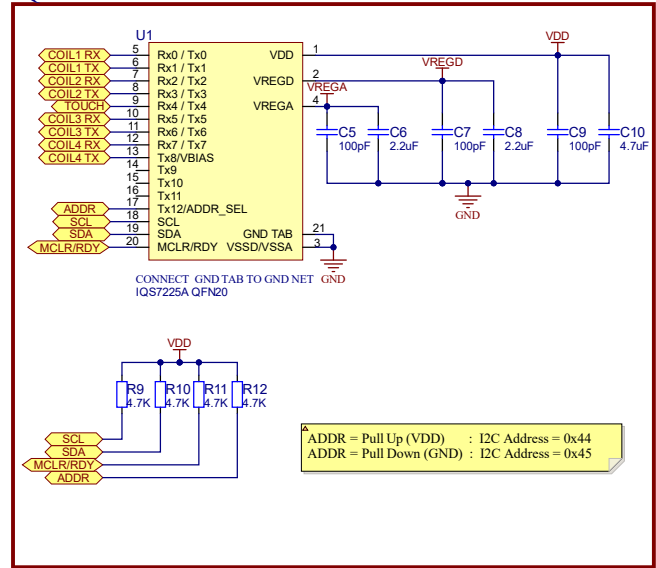 U1
COIL1 RX 5 Rx0 / Tx0 VDD 1 VDD
COIL1 TX 6 Rx1 / Tx1
COIL2 RX 7 Rx2 / Tx2 VREGD 2 VREGD
COIL2 TX 8 Rx3 / Tx3
TOUCH 9 Rx4 / Tx4 VREGA 4 VREGA
COIL3 RX 10 Rx5 / Tx5
COIL3 TX 11 Rx6 / Tx6
COIL4 RX 12 Rx7 / Tx7
COIL4 TX 13 Tx8/VBIAS
14 Tx9
15 Tx10
16 Tx11
ADDR 17 Tx12/ADDR_SEL
SCL 18 SCL
SDA 19 SDA GND TAB 21
MCLR/RDY 20 MCLR/RDY VSSD/VSSA 3
C5 C6 C7 C8 C9 C10
100pF 2.2uF 100pF 2.2uF 100pF 4.7uF
GND
CONNECT GND TAB TO GND NET GND
IQS7225A QFN20
VDD
R9 R10 R11 R12
4.7K 4.7K 4.7K 4.7K
SCL
SDA
MCLR/RDY
ADDR
ADDR = Pull Up (VDD) : I2C Address = 0x44
ADDR = Pull Down (GND) : I2C Address = 0x45